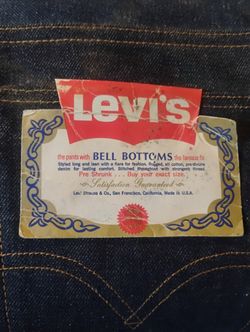 LEVI'S
the pants with BELL BOTTOMS the famous fit
Styled long and lean with a flare for fashion. Rugged, all cotton, pre-shrunk
denim for lasting comfort. Stitched throughout with strongest thread
Pre Shrunk . . . Buy your exact size.
Satisfaction Guaranteed
Levi Strauss & Co., San Francisco, California. Made in U.S.A.